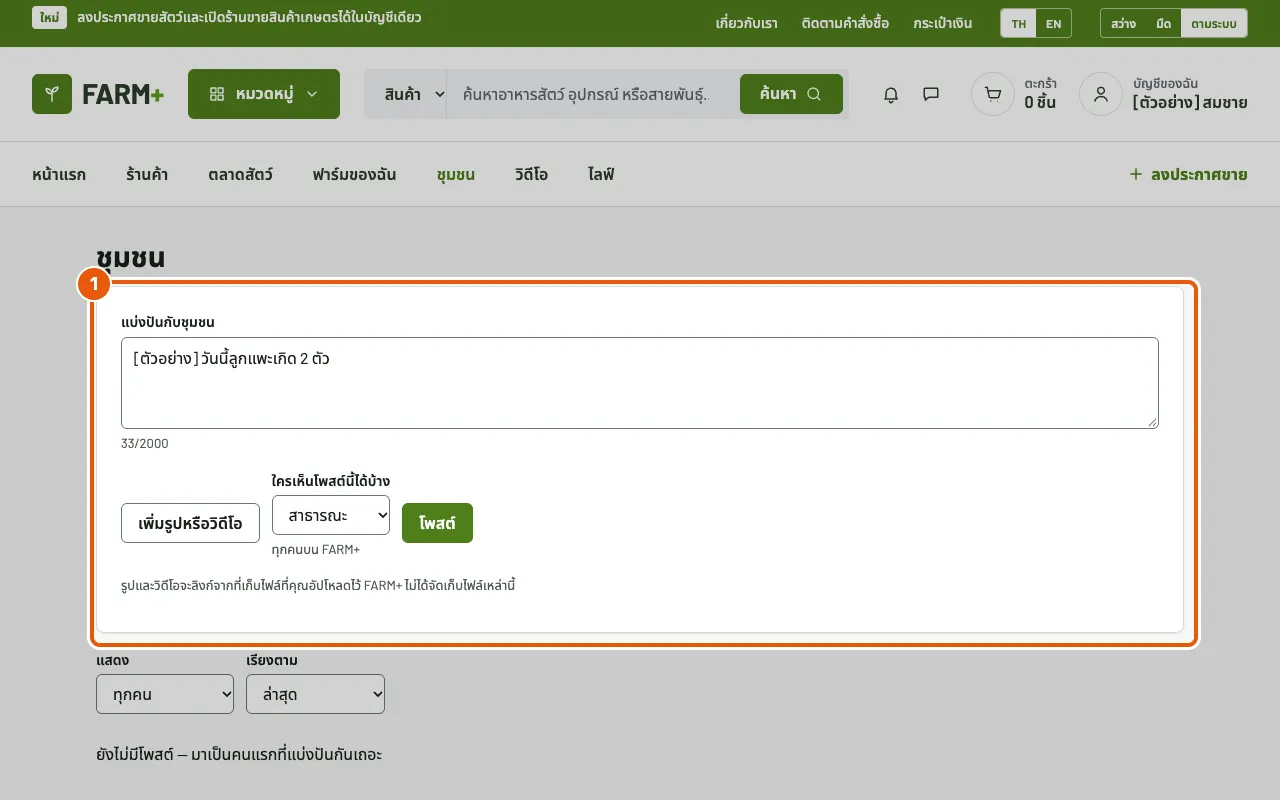 ใหม่ ลงประกาศขายสัตว์และเปิดร้านขายสินค้าเกษตรได้ในบัญชีเดียว เกี่ยวกับเรา ติดตามคำสั่งซื้อ กระเป๋าเงิน TH EN สว่าง มืด ตามระบบ
FARM+ หมวดหมู่ สินค้า ค้นหาอาหารสัตว์ อุปกรณ์ หรือสายพันธุ์.. ค้นหา ตะกร้า 0 ชิ้น บัญชีของฉัน [ตัวอย่าง] สมชาย
หน้าแรก ร้านค้า ตลาดสัตว์ ฟาร์มของฉัน ชุมชน วิดีโอ ไลฟ์ + ลงประกาศขาย
ชุมชน
1
แบ่งปันกับชุมชน
[ตัวอย่าง] วันนี้ลูกแพะเกิด 2 ตัว
33/2000
ใครเห็นโพสต์นี้ได้บ้าง
เพิ่มรูปหรือวิดีโอ สาธารณะ โพสต์
ทุกคนบน FARM+
รูปและวิดีโอจะลิงก์จากที่เก็บไฟล์ที่คุณอัปโหลดไว้ FARM+ ไม่ได้จัดเก็บไฟล์เหล่านี้
แสดง เรียงตาม
ทุกคน ล่าสุด
ยังไม่มีโพสต์ — มาเป็นคนแรกที่แบ่งปันกันเถอะ